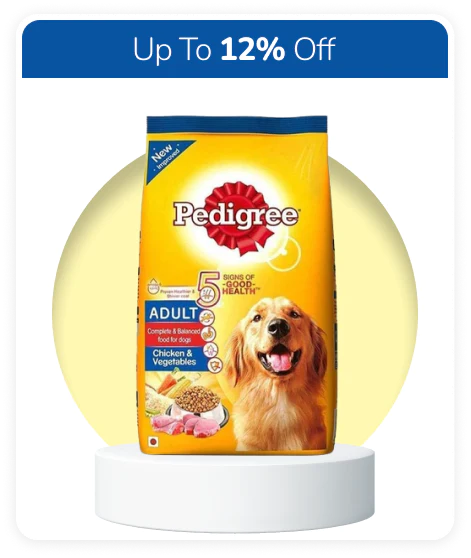 Up To 12% Off
New
Improved
Pedigree
5 SIGNS OF
-GOOD-
HEALTH™
ADULT
Complete & Balanced
food for dogs
Chicken &
Vegetables